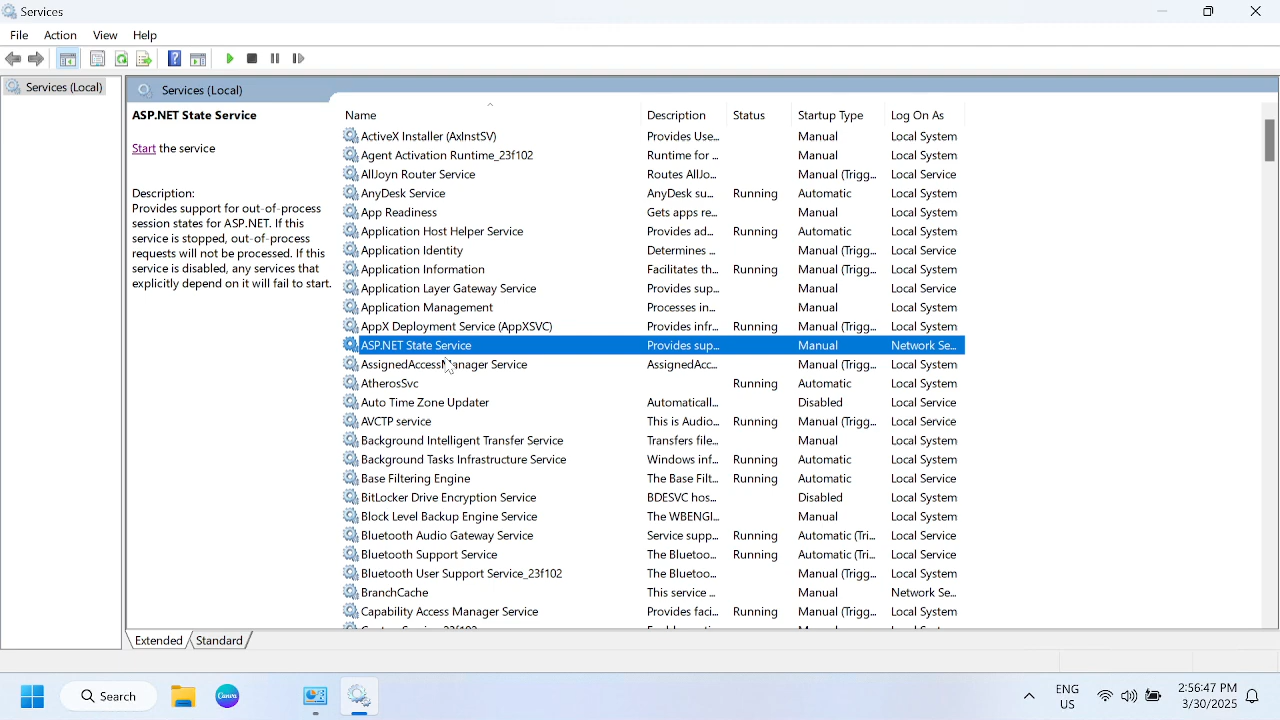 Services
File Action View Help
Services (Local)
Services (Local)
ASP.NET State Service
Start the service
Description:
Provides support for out-of-process
session states for ASP.NET. If this
service is stopped, out-of-process
requests will not be processed. If this
service is disabled, any services that
explicitly depend on it will fail to start.
Name Description Status Startup Type Log On As
ActiveX Installer (AxInstSV) Provides Use... Manual Local System
Agent Activation Runtime_23f102 Runtime for ... Manual Local System
AllJoyn Router Service Routes AllJo... Manual (Trigg... Local Service
AnyDesk Service AnyDesk su... Running Automatic Local System
App Readiness Gets apps re... Manual Local System
Application Host Helper Service Provides ad... Running Automatic Local System
Application Identity Determines ... Manual (Trigg... Local Service
Application Information Facilitates th... Running Manual (Trigg... Local System
Application Layer Gateway Service Provides sup... Manual Local Service
Application Management Processes in... Manual Local System
AppX Deployment Service (AppXSVC) Provides infr... Running Manual (Trigg... Local System
ASP.NET State Service Provides sup... Manual Network Se...
AssignedAccessManager Service AssignedAcc... Manual (Trigg... Local System
AtherosSvc Running Automatic Local System
Auto Time Zone Updater Automaticall... Disabled Local Service
AVCTP service This is Audio... Running Manual (Trigg... Local Service
Background Intelligent Transfer Service Transfers file... Manual Local System
Background Tasks Infrastructure Service Windows inf... Running Automatic Local System
Base Filtering Engine The Base Filt... Running Automatic Local Service
BitLocker Drive Encryption Service BDESVC hos... Disabled Local System
Block Level Backup Engine Service The WBENGI... Manual Local System
Bluetooth Audio Gateway Service Service supp... Running Automatic (Tri... Local Service
Bluetooth Support Service The Bluetoo... Running Automatic (Tri... Local Service
Bluetooth User Support Service_23f102 The Bluetoo... Manual (Trigg... Local System
BranchCache This service ... Manual Network Se...
Capability Access Manager Service Provides faci... Running Manual (Trigg... Local System
Extended Standard
Search
Canva
ENG
US
2:56:47 PM
3/30/2025